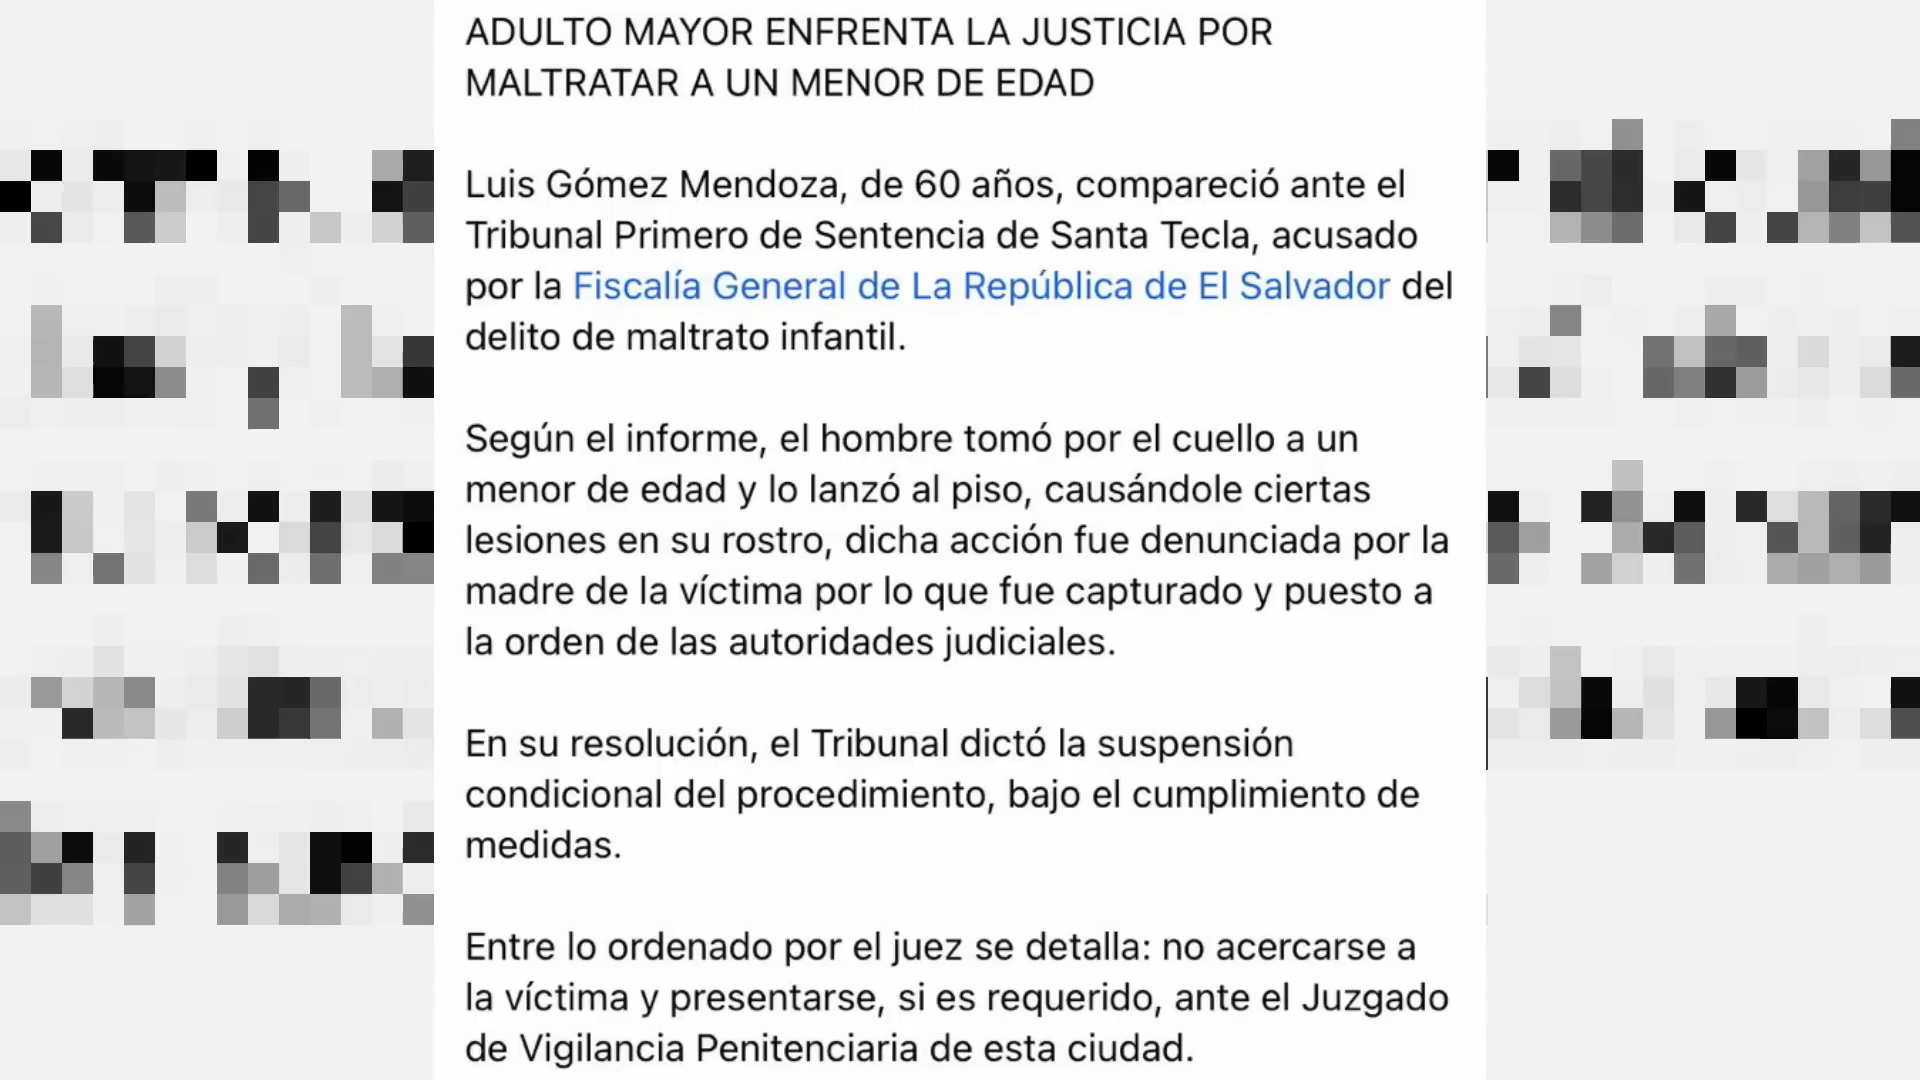 ADULTO MAYOR ENFRENTA LA JUSTICIA POR
MALTRATAR A UN MENOR DE EDAD
Luis Gómez Mendoza, de 60 años, compareció ante el
Tribunal Primero de Sentencia de Santa Tecla, acusado
por la Fiscalía General de La República de El Salvador del
delito de maltrato infantil.
Según el informe, el hombre tomó por el cuello a un
menor de edad y lo lanzó al piso, causándole ciertas
lesiones en su rostro, dicha acción fue denunciada por la
madre de la víctima por lo que fue capturado y puesto a
la orden de las autoridades judiciales.
En su resolución, el Tribunal dictó la suspensión
condicional del procedimiento, bajo el cumplimiento de
medidas.
Entre lo ordenado por el juez se detalla: no acercarse a
la víctima y presentarse, si es requerido, ante el Juzgado
de Vigilancia Penitenciaria de esta ciudad.